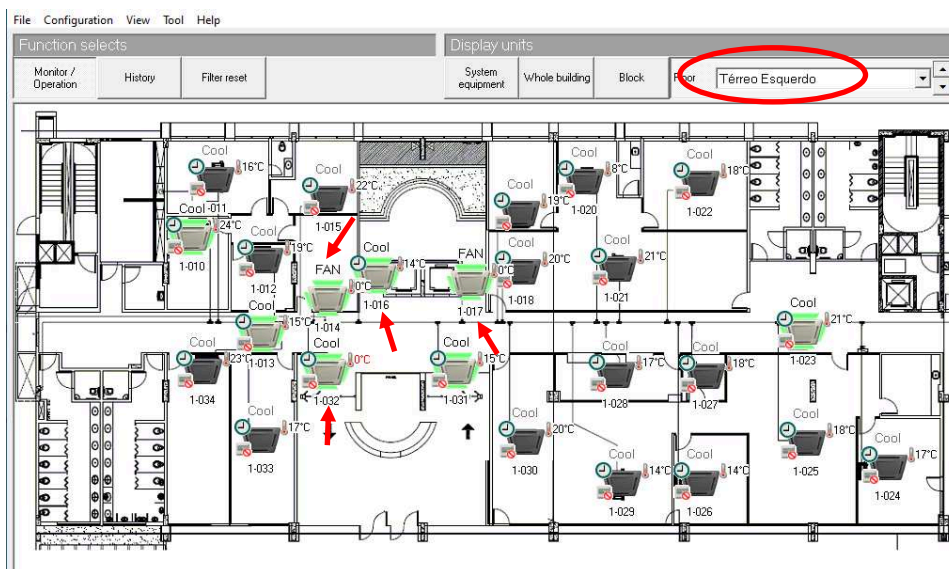 File Configuration View Tool Help
Function selects
Display units
Monitor / Operation
History
Filter reset
System equipment
Whole building
Block
Floor
Térreo Esquerdo
Cool
16°C
-011
Cool
22°C
1-015
Cool
19°C
Cool
8°C
1-020
Cool
18°C
1-022
Cool
24°C
1-010
Cool
19°C
1-012
FAN
0°C
1-014
Cool
14°C
1-016
FAN
0°C
1-017
Cool
20°C
1-018
Cool
21°C
1-021
Cool
15°C
1-013
21°C
1-023
Cool
23°C
1-034
Cool
0°C
1-032
Cool
15°C
1-031
Cool
17°C
1-028
Cool
18°C
1-027
Cool
17°C
1-033
Cool
20°C
1-030
Cool
14°C
1-029
Cool
14°C
1-026
Cool
18°C
1-025
Cool
17°C
1-024